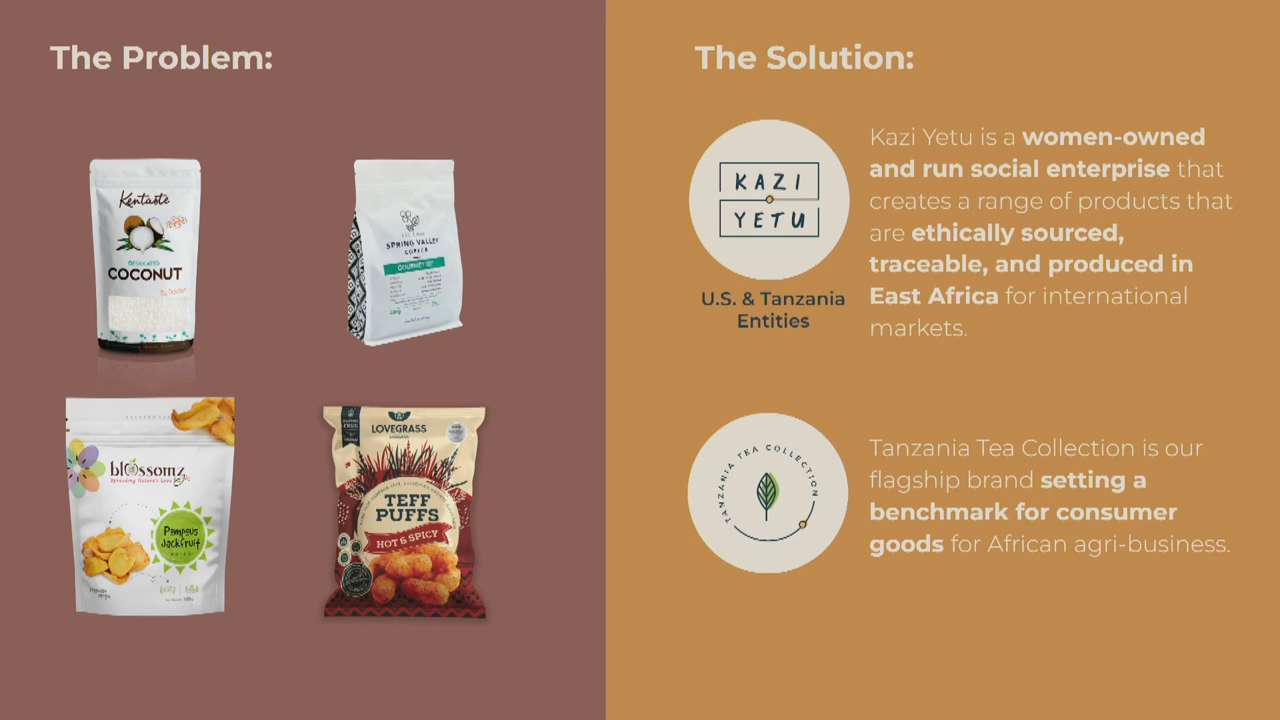 The Problem:
Kentaste
DESICCATED
COCONUT
SPRING VALLEY
COFFEE
GOURMET
blossomz
Spreading Nature's Love
Pompous
Jackfruit
LOVEGRASS
TEFF
PUFFS
HOT & SPICY
The Solution:
KAZI
YETU
U.S. & Tanzania
Entities
Kazi Yetu is a women-owned
and run social enterprise that
creates a range of products that
are ethically sourced,
traceable, and produced in
East Africa for international
markets.
TANZANIA TEA COLLECTION
Tanzania Tea Collection is our
flagship brand setting a
benchmark for consumer
goods for African agri-business.